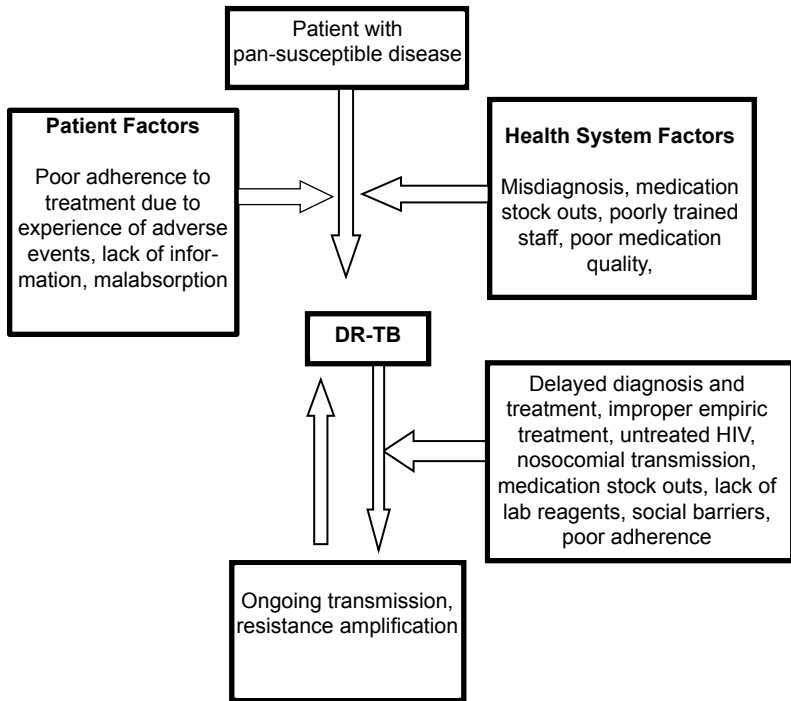 Patient with
pan-susceptible disease
Patient Factors
Poor adherence to
treatment due to
experience of adverse
events, lack of infor-
mation, malabsorption
Health System Factors
Misdiagnosis, medication
stock outs, poorly trained
staff, poor medication
quality,
DR-TB
Delayed diagnosis and
treatment, improper empiric
treatment, untreated HIV,
nosocomial transmission,
medication stock outs, lack of
lab reagents, social barriers,
poor adherence
Ongoing transmission,
resistance amplification